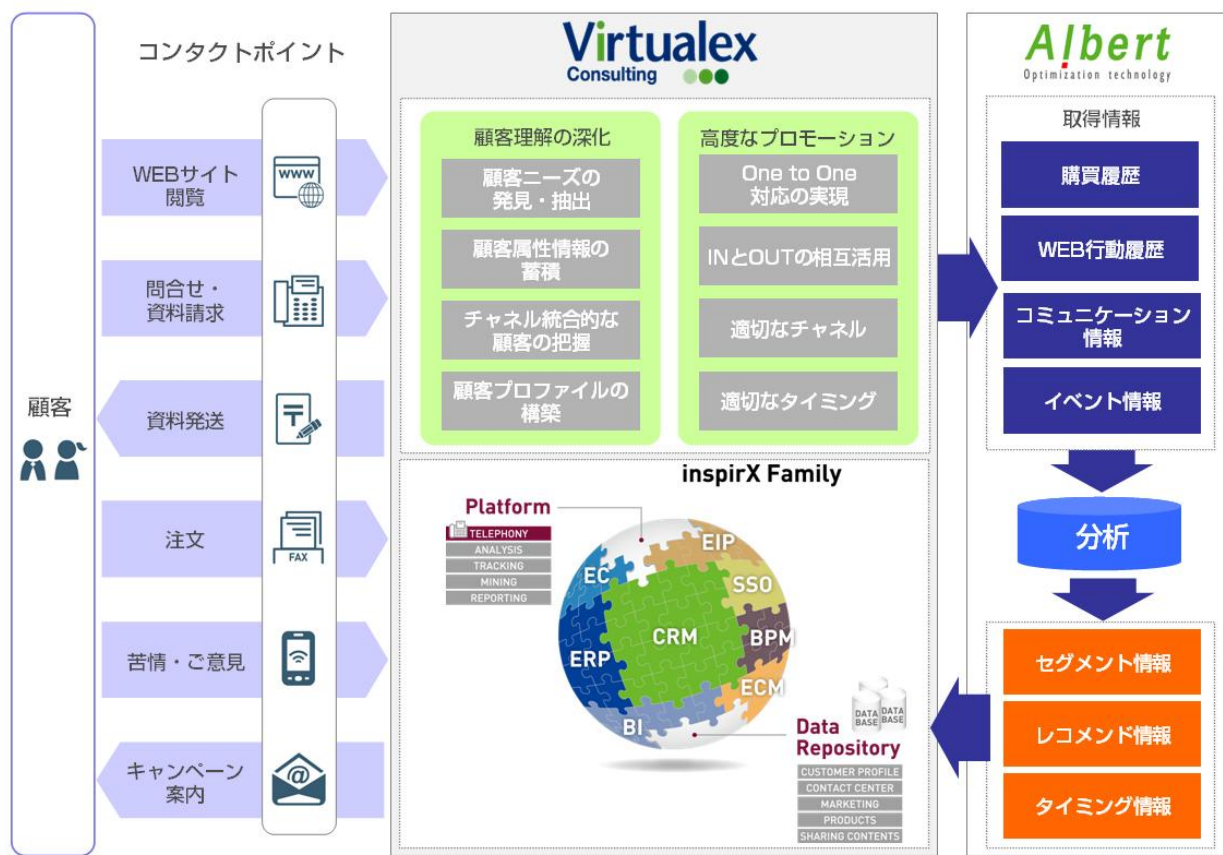 コンタクトポイント
顧客
WEBサイト
閲覧
WWW
問合せ・
資料請求
資料発送
〒
注文
FAX
苦情・ご意見
キャンペーン
案内
@
Virtualex
Consulting
顧客理解の深化
顧客ニーズの
発見・抽出
顧客属性情報の
蓄積
チャネル統合的な
顧客の把握
顧客プロファイルの
構築
高度なプロモーション
One to One
対応の実現
INとOUTの相互活用
適切なチャネル
適切なタイミング
inspirX Family
Platform
TELEPHONY
ANALYSIS
TRACKING
MINING
REPORTING
EIP
EC
SSO
CRM
BPM
ERP
ECM
BI
DATA
BASE
DATA
BASE
Data
Repository
CUSTOMER PROFILE
CONTACT CENTER
MARKETING
PRODUCTS
SHARING CONTENTS
A!bert
Optimization technology
取得情報
購買履歴
WEB行動履歴
コミュニケーション
情報
イベント情報
分析
セグメント情報
レコメンド情報
タイミング情報